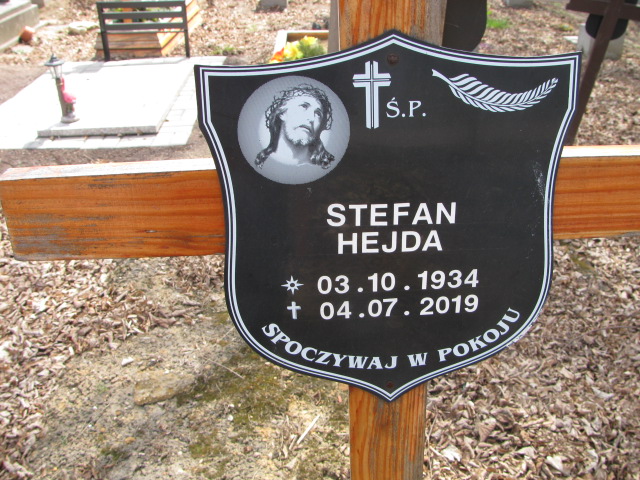 Ś.P.
STEFAN
HEJDA
03.10.1934
04.07.2019
SPOCZYWAJ W POKOJU